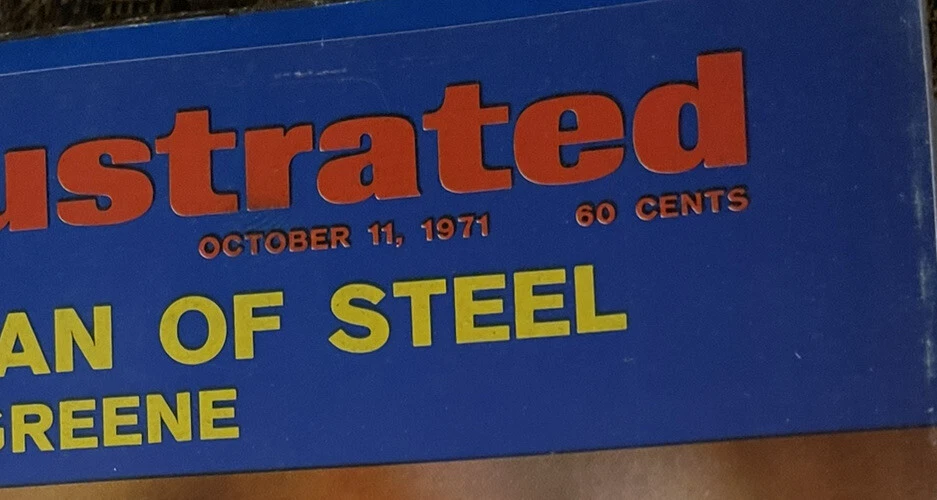 ustrated
OCTOBER 11, 1971 60 CENTS
AN OF STEEL
GREENE